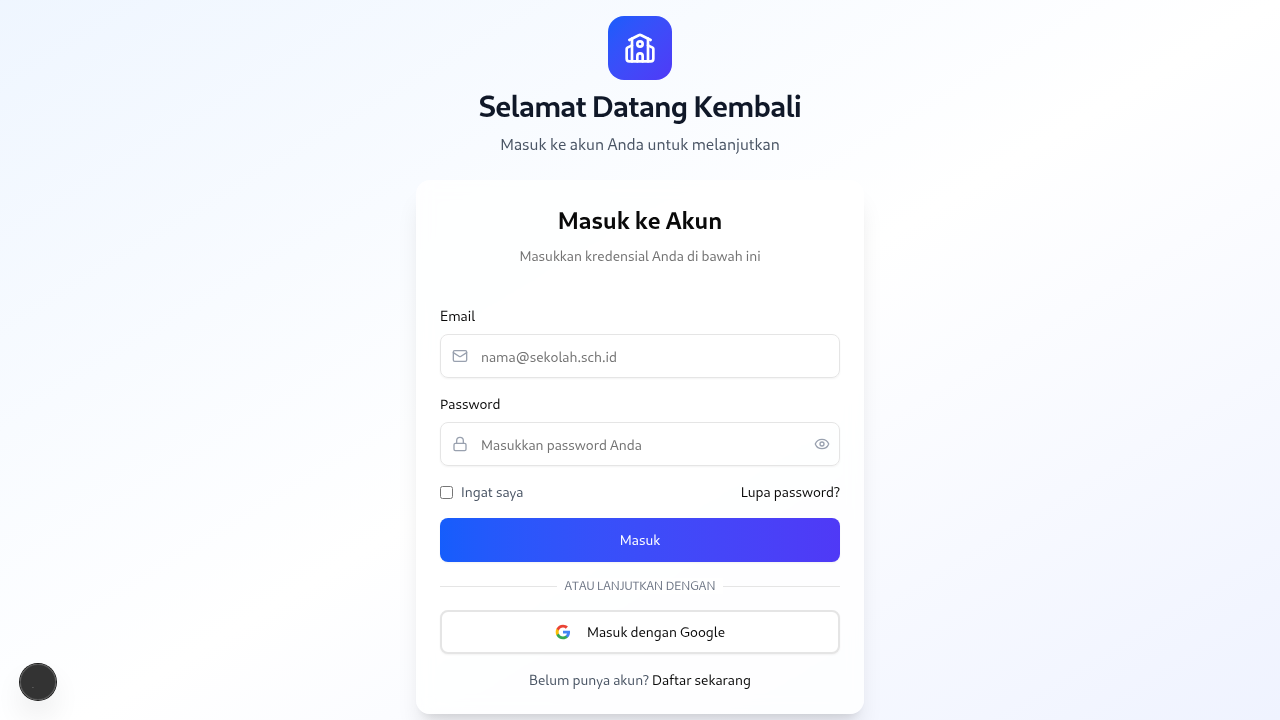 Selamat Datang Kembali
Masuk ke akun Anda untuk melanjutkan
Masuk ke Akun
Masukkan kredensial Anda di bawah ini
Email
nama@sekolah.sch.id
Password
Masukkan password Anda
Ingat saya
Lupa password?
Masuk
ATAU LANJUTKAN DENGAN
Masuk dengan Google
Belum punya akun? Daftar sekarang